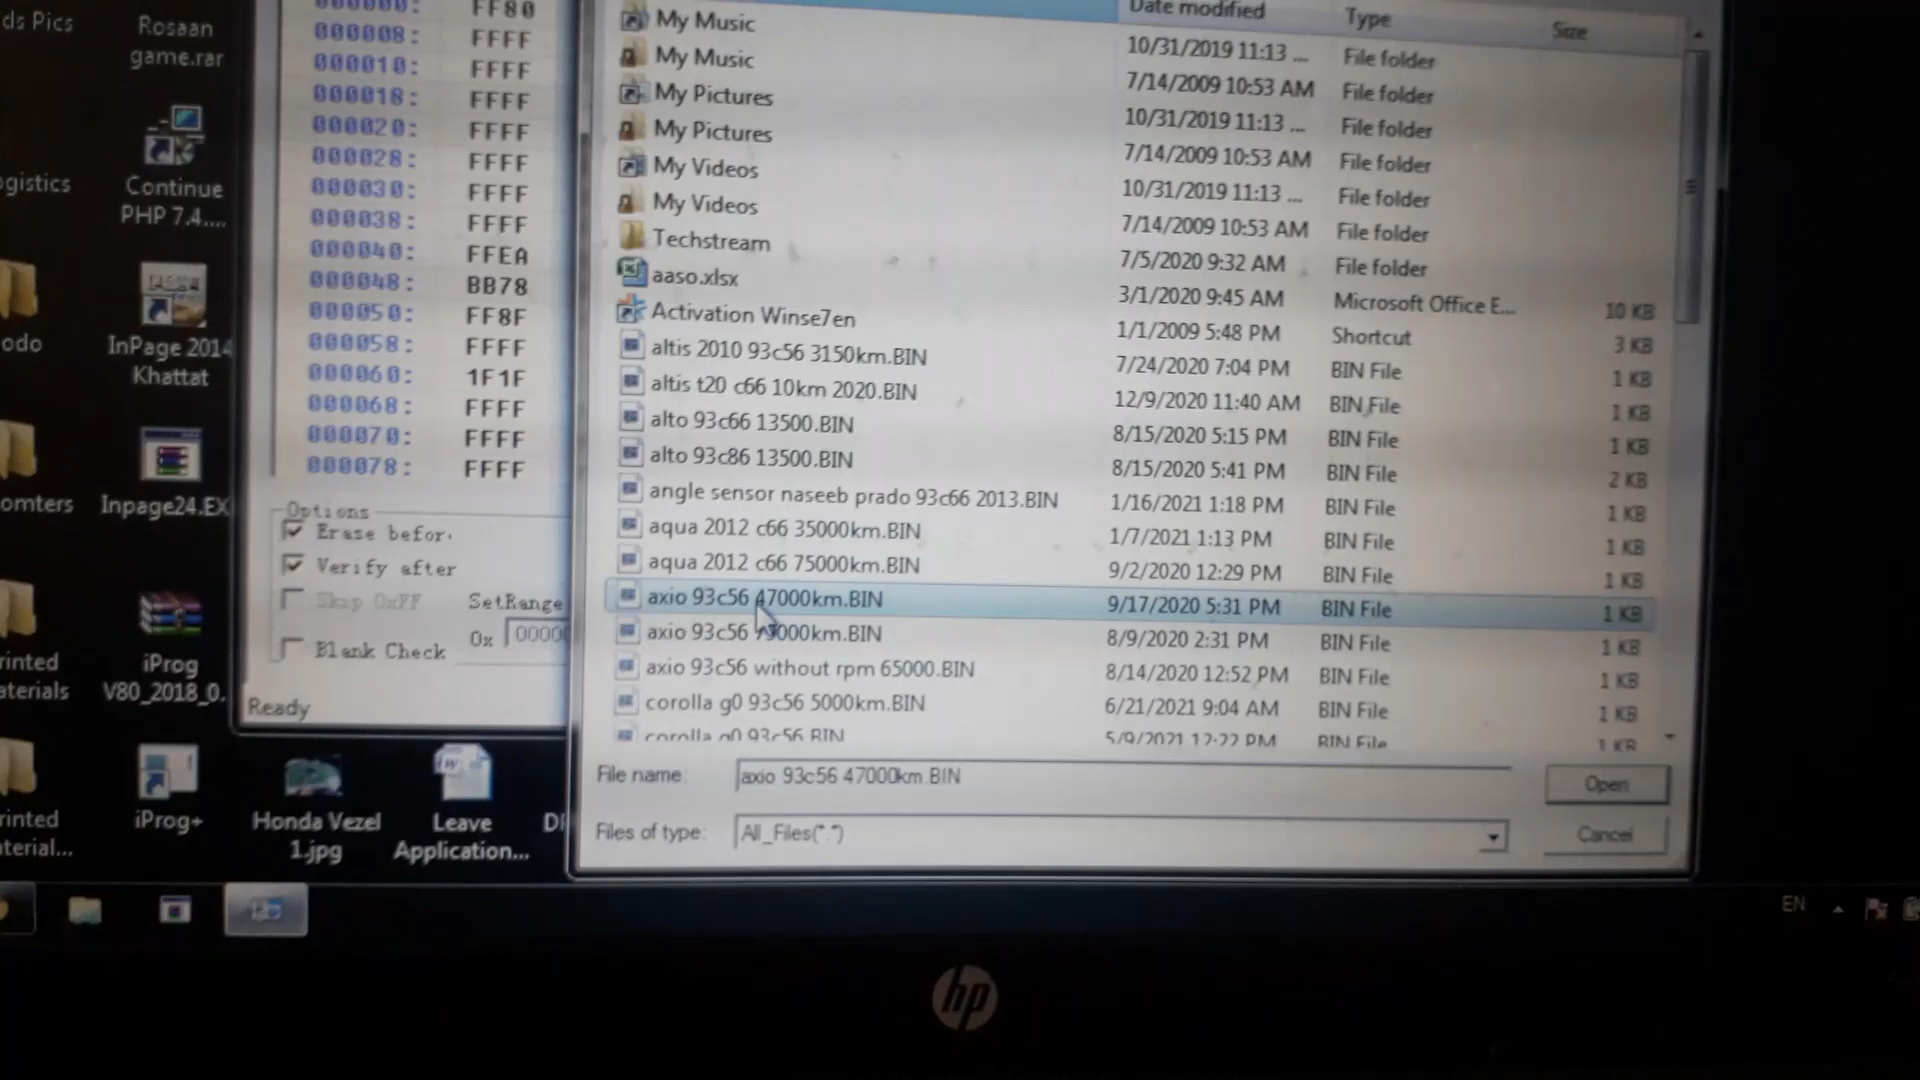 ds Pics
Rosaan
game.rar
ogistics
Continue
PHP 7.4....
InPage 2014
Khattat
odo
omters
Inpage24.EX
rinted
aterials
iProg
V80_2018_0.
rinted
aterial...
iProg+
Honda Vezel
1.jpg
Leave
Application...
000000: FF80
000008: FFFF
000010: FFFF
000018: FFFF
000020: FFFF
000028: FFFF
000030: FFFF
000038: FFFF
000040: FFEA
000048: BB78
000050: FF8F
000058: FFFF
000060: 1F1F
000068: FFFF
000070: FFFF
000078: FFFF
Options
Erase befor
Verify after
Skip 0xFF SetRange
Blank Check 0x 0000
Ready
Date modified Type Size
My Music 10/31/2019 11:13 ... File folder
My Music 7/14/2009 10:53 AM File folder
My Pictures 10/31/2019 11:13 ... File folder
My Pictures 7/14/2009 10:53 AM File folder
My Videos 10/31/2019 11:13 ... File folder
My Videos 7/14/2009 10:53 AM File folder
Techstream 7/5/2020 9:32 AM File folder
aaso.xlsx 3/1/2020 9:45 AM Microsoft Office E... 10 KB
Activation Winse7en 1/1/2009 5:48 PM Shortcut 3 KB
altis 2010 93c56 3150km.BIN 7/24/2020 7:04 PM BIN File 1 KB
altis t20 c66 10km 2020.BIN 12/9/2020 11:40 AM BIN File 1 KB
alto 93c66 13500.BIN 8/15/2020 5:15 PM BIN File 1 KB
alto 93c86 13500.BIN 8/15/2020 5:41 PM BIN File 2 KB
angle sensor naseeb prado 93c66 2013.BIN 1/16/2021 1:18 PM BIN File 1 KB
aqua 2012 c66 35000km.BIN 1/7/2021 1:13 PM BIN File 1 KB
aqua 2012 c66 75000km.BIN 9/2/2020 12:29 PM BIN File 1 KB
axio 93c56 47000km.BIN 9/17/2020 5:31 PM BIN File 1 KB
axio 93c56 000km.BIN 8/9/2020 2:31 PM BIN File 1 KB
axio 93c56 without rpm 65000.BIN 8/14/2020 12:52 PM BIN File 1 KB
corolla g0 93c56 5000km.BIN 6/21/2021 9:04 AM BIN File 1 KB
corolla g0 93c56 BIN 5/9/2021 12:22 PM BIN File 1 KB
File name: axio 93c56 47000km.BIN Open
Files of type: All_Files(*.*) Cancel
EN
hp